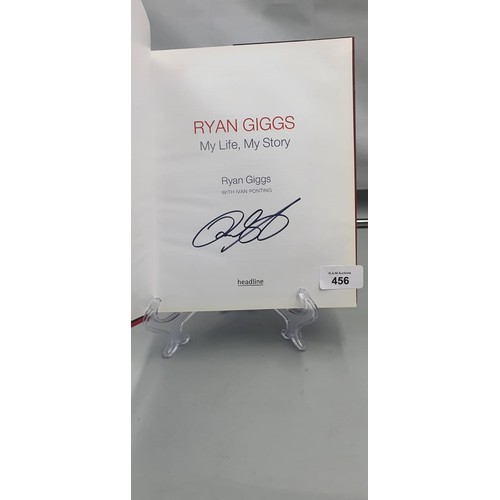 RYAN GIGGS
My Life, My Story
Ryan Giggs
WITH IVAN PONTING
headline
456